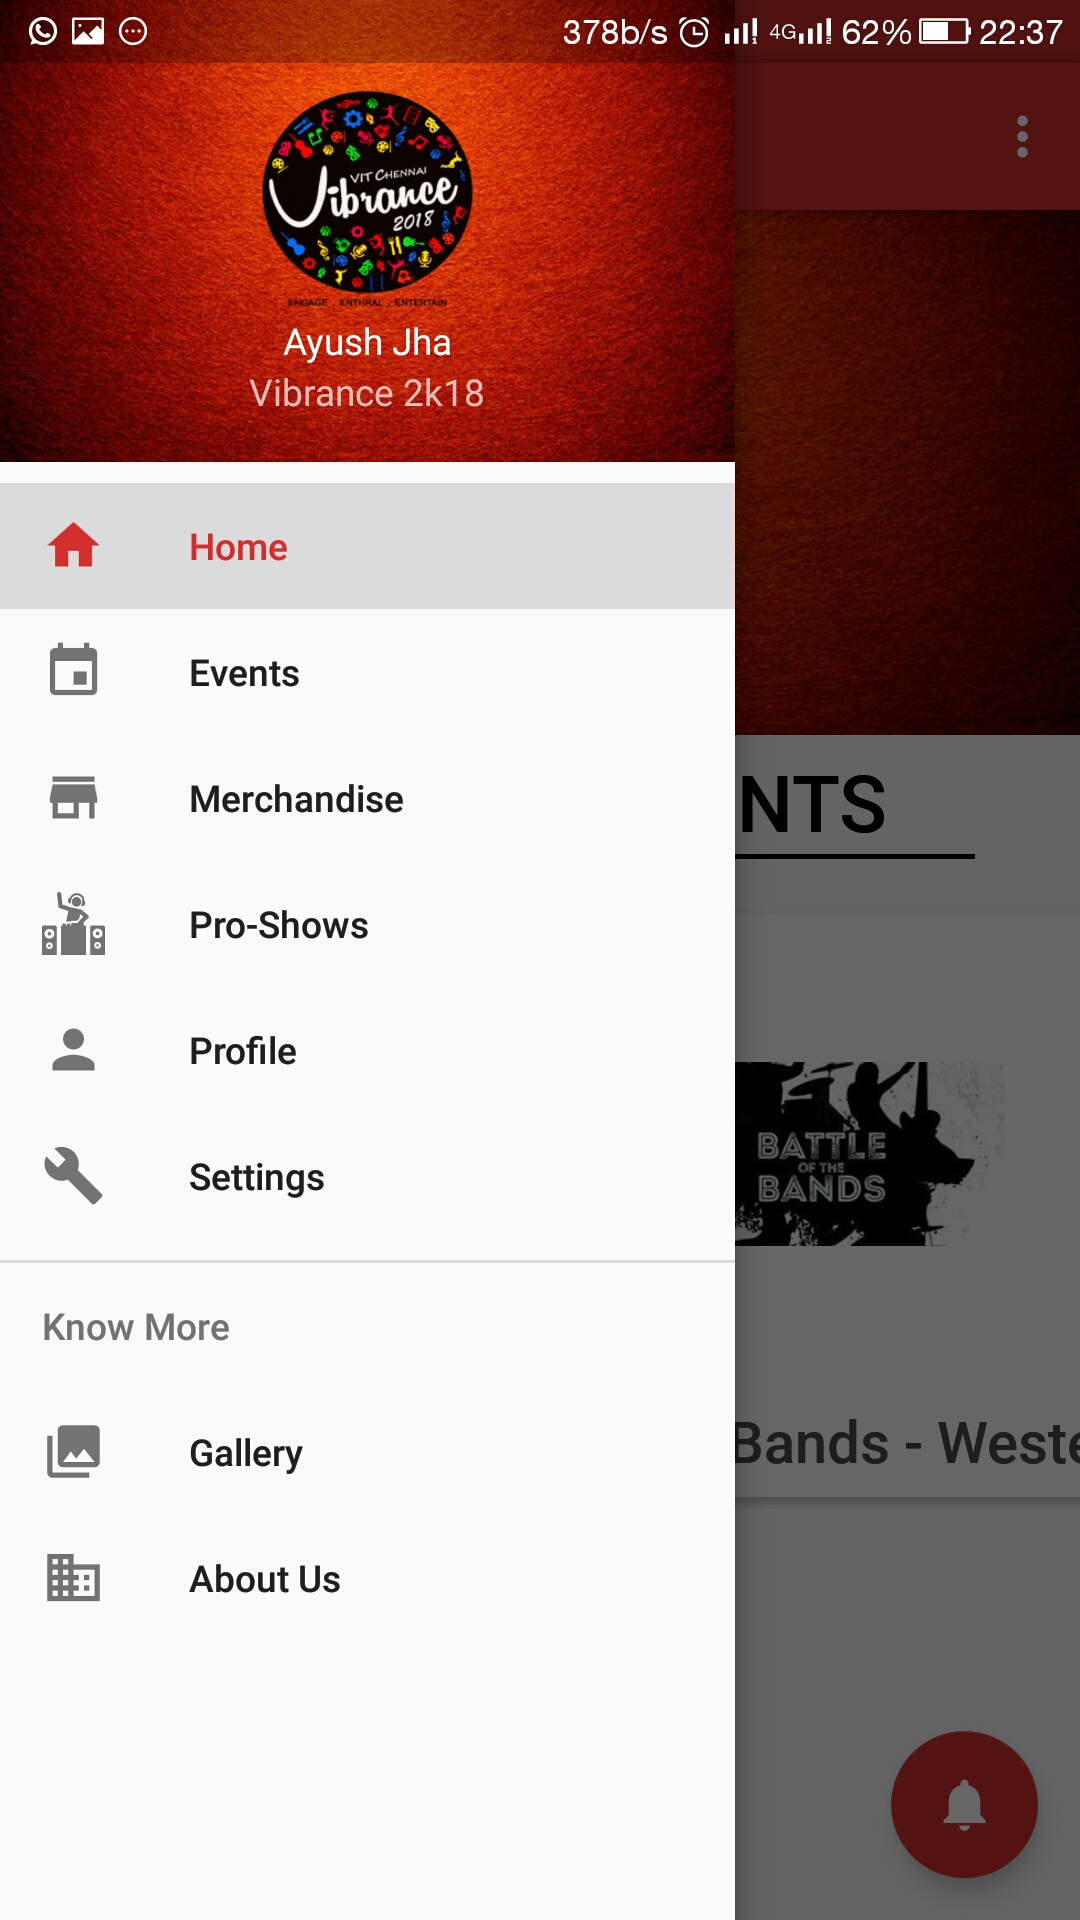 378b/s 4G 62% 22:37
VIT CHENNAI
Vibrance
2018
ENGAGE . ENTHRAL . ENTERTAIN
Ayush Jha
Vibrance 2k18
Home
Events
Merchandise
Pro-Shows
Profile
Settings
Know More
Gallery
About Us
NTS
BATTLE
OF THE
BANDS
Bands - Weste